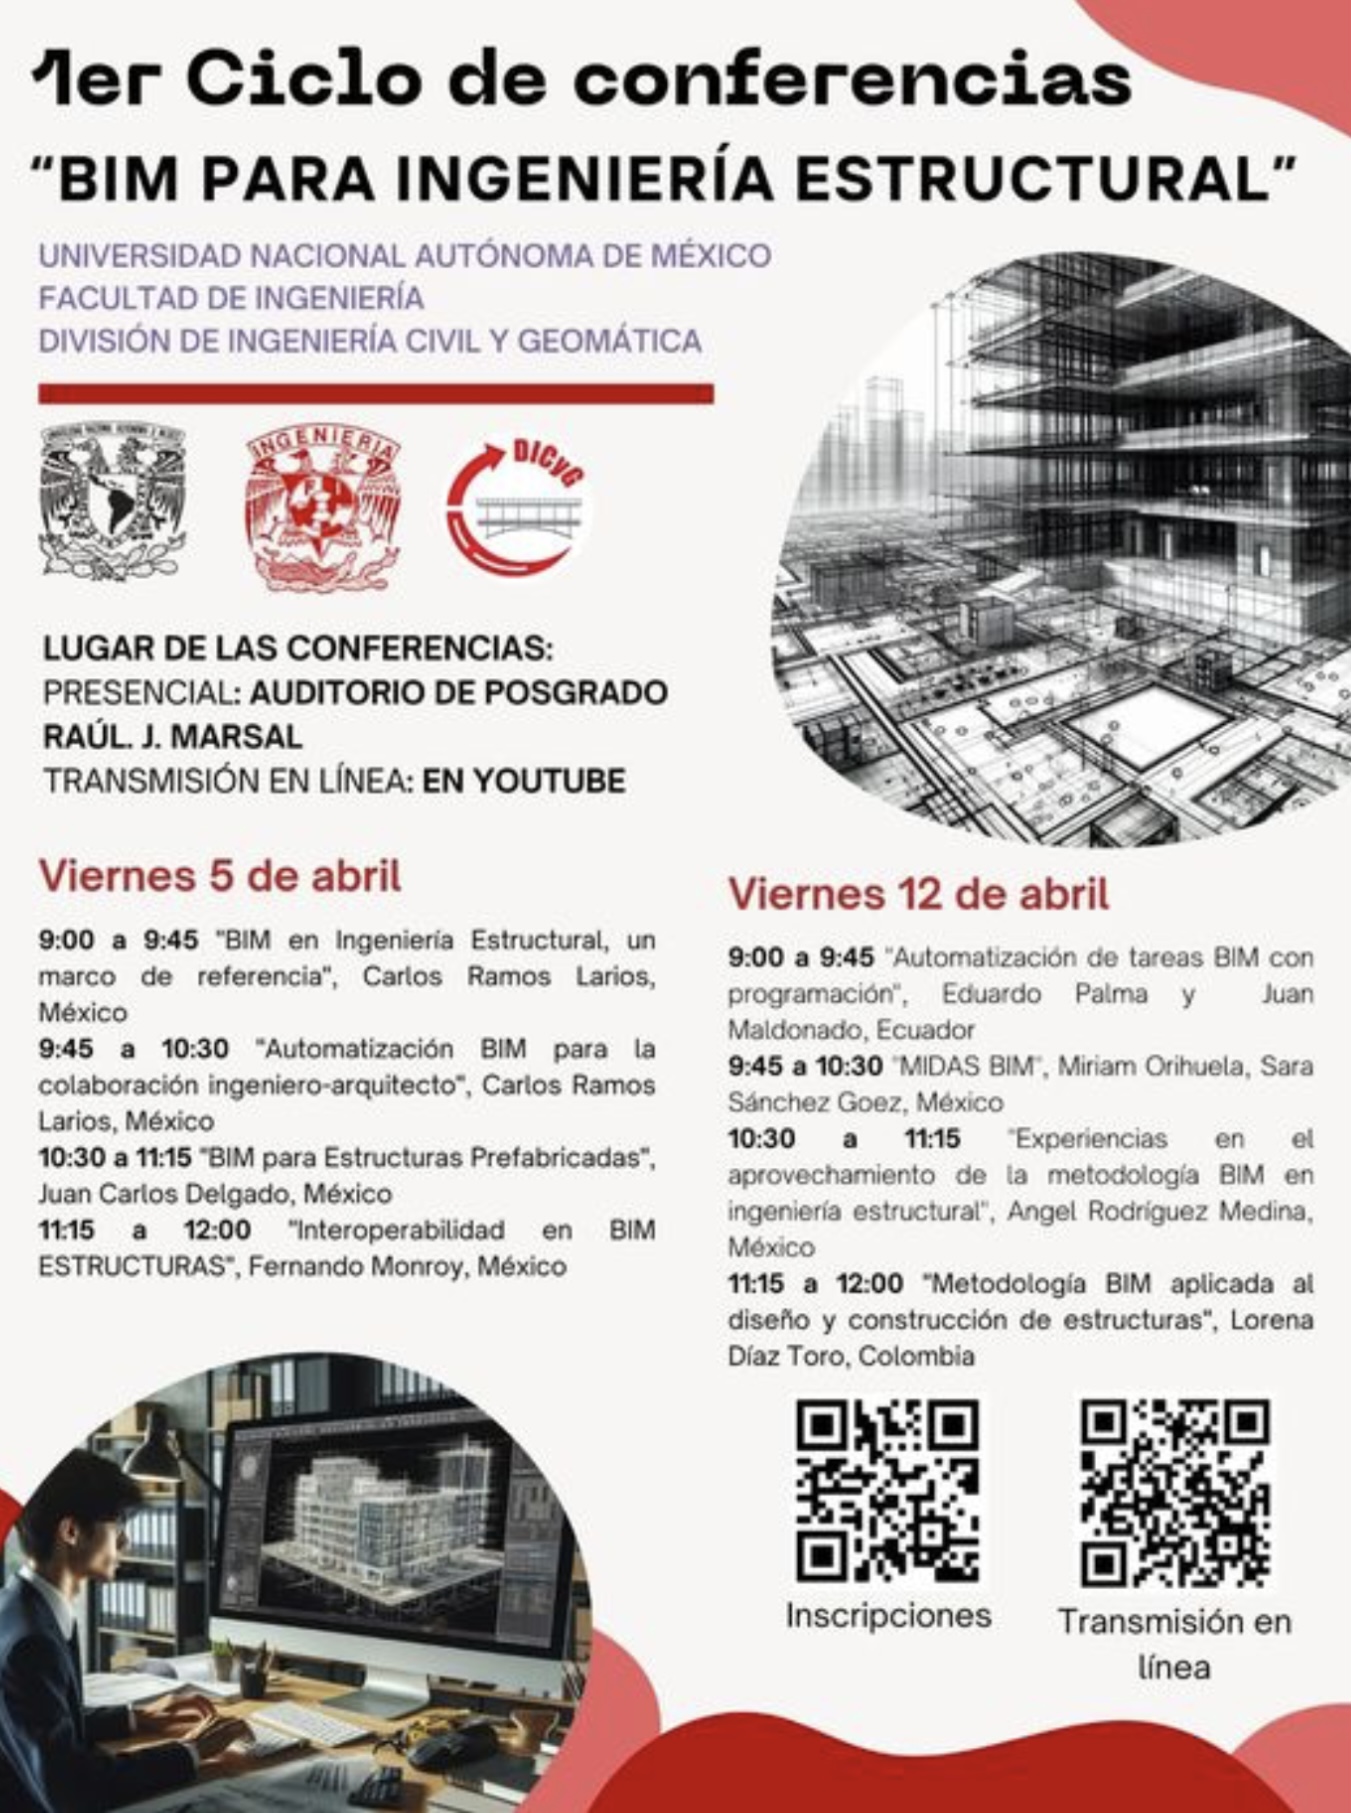 1er Ciclo de conferencias
“BIM PARA INGENIERÍA ESTRUCTURAL”
UNIVERSIDAD NACIONAL AUTÓNOMA DE MÉXICO
FACULTAD DE INGENIERÍA
DIVISIÓN DE INGENIERÍA CIVIL Y GEOMÁTICA
INGENIERIA
DICyG
LUGAR DE LAS CONFERENCIAS:
PRESENCIAL: AUDITORIO DE POSGRADO
RAÚL. J. MARSAL
TRANSMISIÓN EN LÍNEA: EN YOUTUBE
Viernes 5 de abril
9:00 a 9:45 "BIM en Ingeniería Estructural, un
marco de referencia", Carlos Ramos Larios,
México
9:45 a 10:30 "Automatización BIM para la
colaboración ingeniero-arquitecto", Carlos Ramos
Larios, México
10:30 a 11:15 "BIM para Estructuras Prefabricadas",
Juan Carlos Delgado, México
11:15 a 12:00 "Interoperabilidad en BIM
ESTRUCTURAS", Fernando Monroy, México
Viernes 12 de abril
9:00 a 9:45 "Automatización de tareas BIM con
programación", Eduardo Palma y Juan
Maldonado, Ecuador
9:45 a 10:30 "MIDAS BIM", Miriam Orihuela, Sara
Sánchez Goez, México
10:30 a 11:15 "Experiencias en el
aprovechamiento de la metodología BIM en
ingeniería estructural", Angel Rodríguez Medina,
México
11:15 a 12:00 "Metodología BIM aplicada al
diseño y construcción de estructuras", Lorena
Díaz Toro, Colombia
Inscripciones
Transmisión en
línea